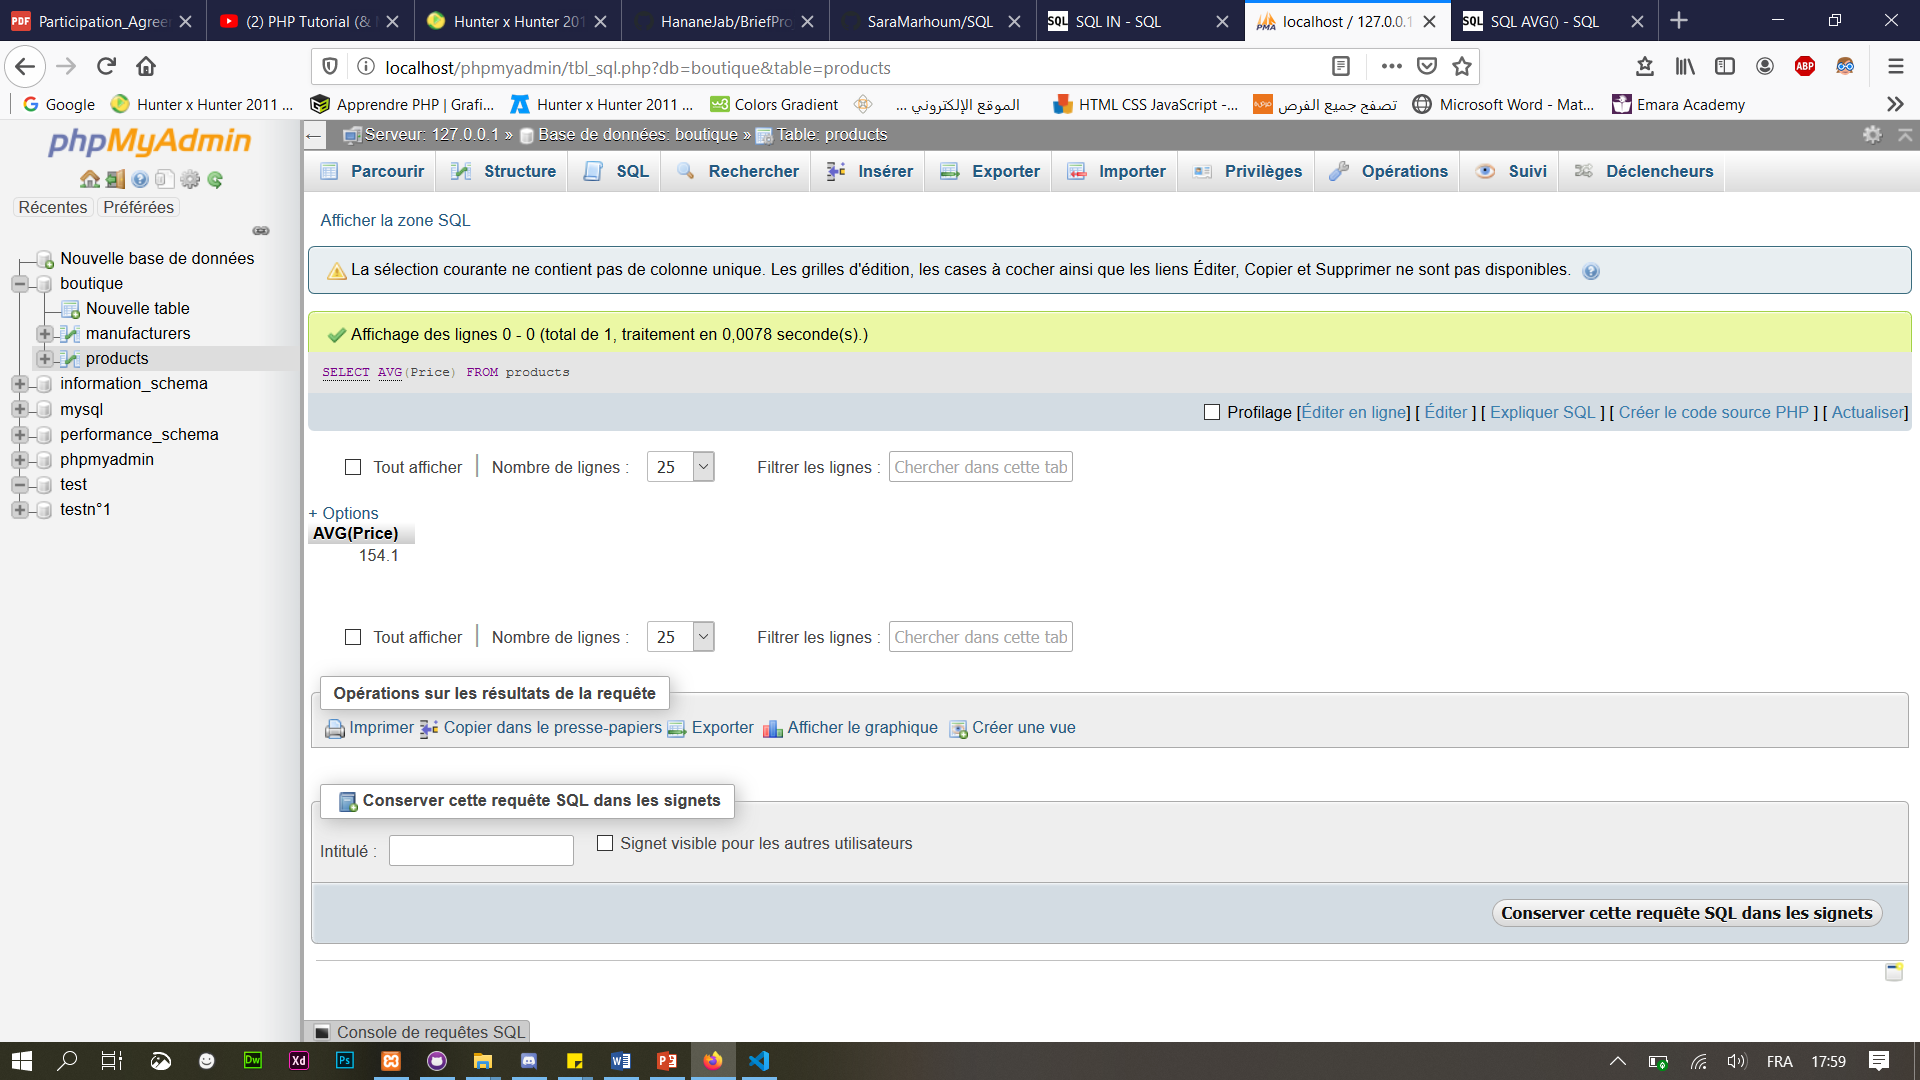 Participation_Agree
(2) PHP Tutorial (&
Hunter x Hunter 201
HananeJab/BriefPro
SaraMarhoum/SQL
SQL IN - SQL
localhost / 127.0.0.1
SQL AVG() - SQL
localhost/phpmyadmin/tbl_sql.php?db=boutique&table=products
Google
Hunter x Hunter 2011 ...
Apprendre PHP | Grafi...
Hunter x Hunter 2011 ...
Colors Gradient
الموقع الإلكتروني ...
HTML CSS JavaScript -...
تصفح جميع الفرص
Microsoft Word - Mat...
Emara Academy
phpMyAdmin
Récentes Préférées
Nouvelle base de données
boutique
Nouvelle table
manufacturers
products
information_schema
mysql
performance_schema
phpmyadmin
test
testn°1
Serveur: 127.0.0.1 » Base de données: boutique » Table: products
Parcourir Structure SQL Rechercher Insérer Exporter Importer Privilèges Opérations Suivi Déclencheurs
Afficher la zone SQL
La sélection courante ne contient pas de colonne unique. Les grilles d'édition, les cases à cocher ainsi que les liens Éditer, Copier et Supprimer ne sont pas disponibles.
Affichage des lignes 0 - 0 (total de 1, traitement en 0,0078 seconde(s).)
SELECT AVG(Price) FROM products
Profilage [Éditer en ligne] [ Éditer ] [ Expliquer SQL ] [ Créer le code source PHP ] [ Actualiser]
Tout afficher | Nombre de lignes : 25 Filtrer les lignes : Chercher dans cette tab
+ Options
AVG(Price)
154.1
Tout afficher | Nombre de lignes : 25 Filtrer les lignes : Chercher dans cette tab
Opérations sur les résultats de la requête
Imprimer Copier dans le presse-papiers Exporter Afficher le graphique Créer une vue
Conserver cette requête SQL dans les signets
Intitulé : Signet visible pour les autres utilisateurs
Conserver cette requête SQL dans les signets
Console de requêtes SQL
FRA 17:59